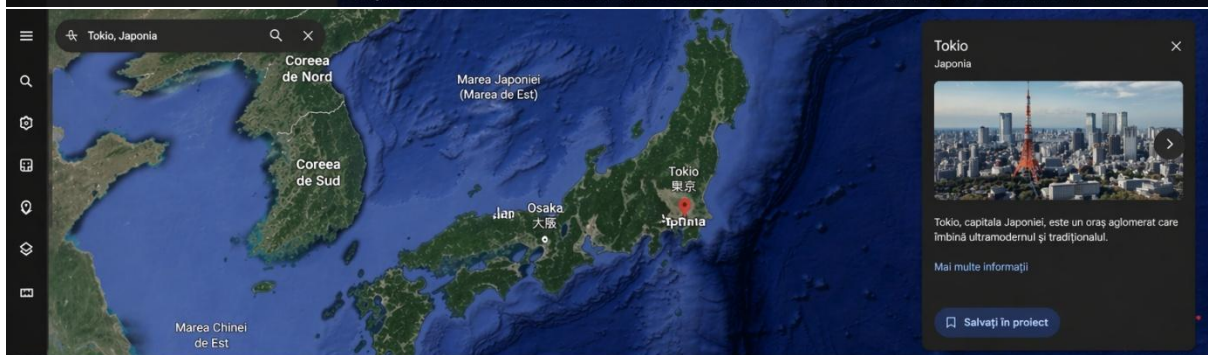 Tokio, Japonia
Coreea
de Nord
Marea Japoniei
(Marea de Est)
Coreea
de Sud
Tokio
東京
Osaka
大阪
Marea Chinei
de Est
Tokio
Japonia
Tokio, capitala Japoniei, este un oraș aglomerat care
îmbină ultramodernul și tradiționalul.
Mai multe informații
Salvați în proiect